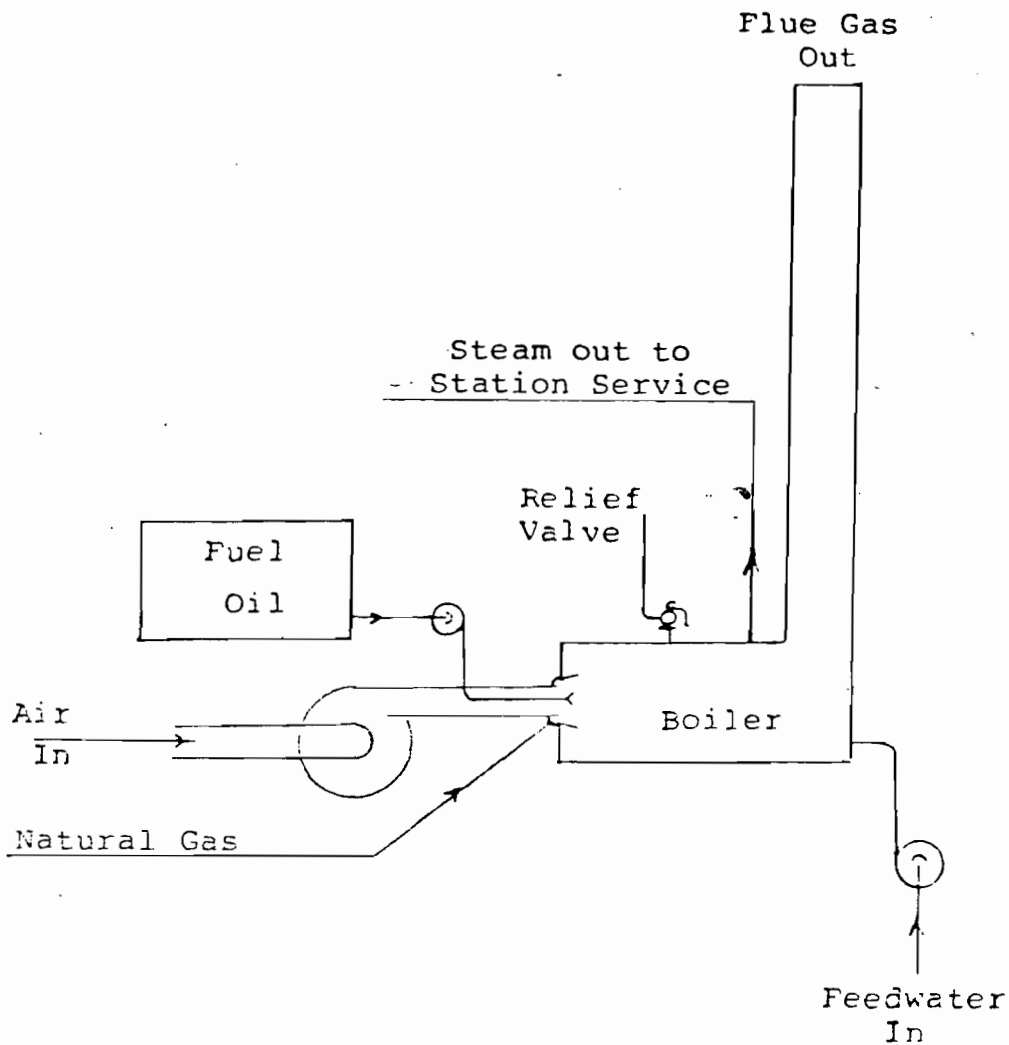 Flue Gas
Out
Steam out to
Station Service
Relief
Valve
Fuel
Oil
Air
In
Boiler
Natural Gas
Feedwater
In